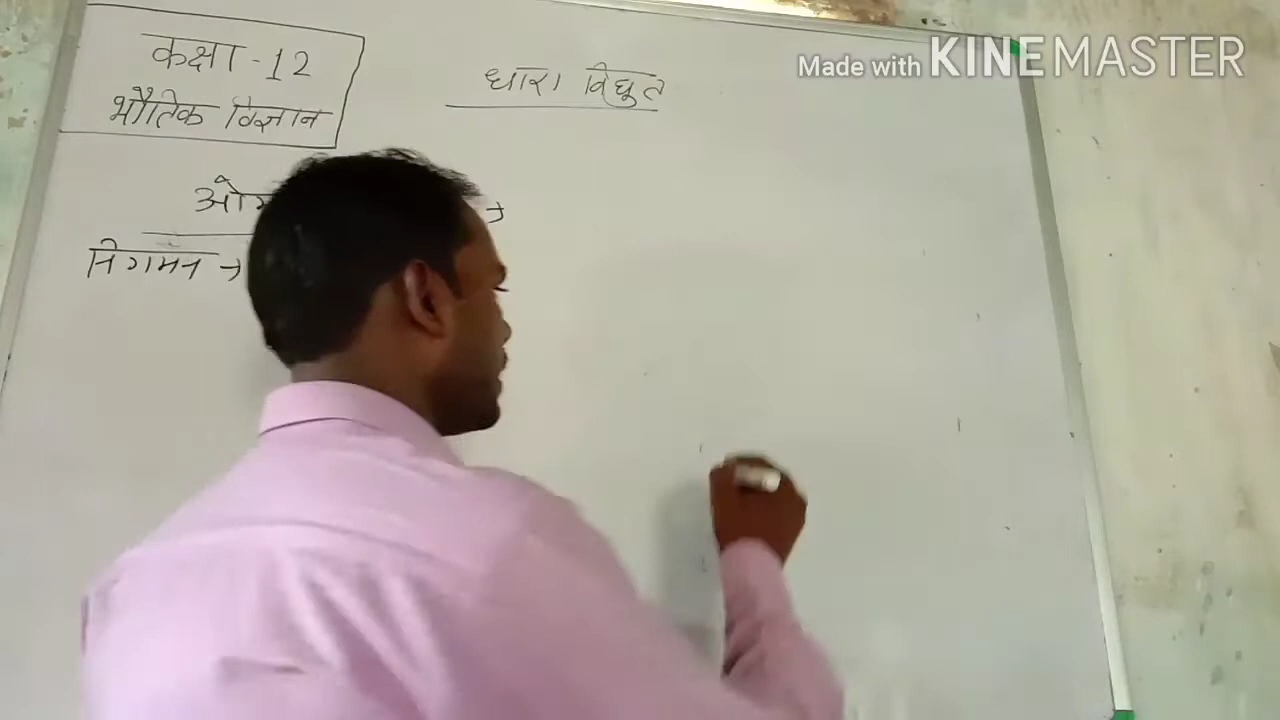 Made with KINEMASTER
कक्षा - 12
भौतिक विज्ञान
धारा विद्युत
निगमन →